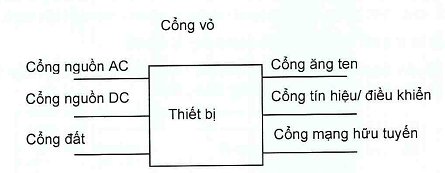 Cổng vỏ
Cổng nguồn AC
Cổng ăng ten
Cổng nguồn DC
Cổng tín hiệu/ điều khiển
Thiết bị
Cổng đất
Cổng mạng hữu tuyến